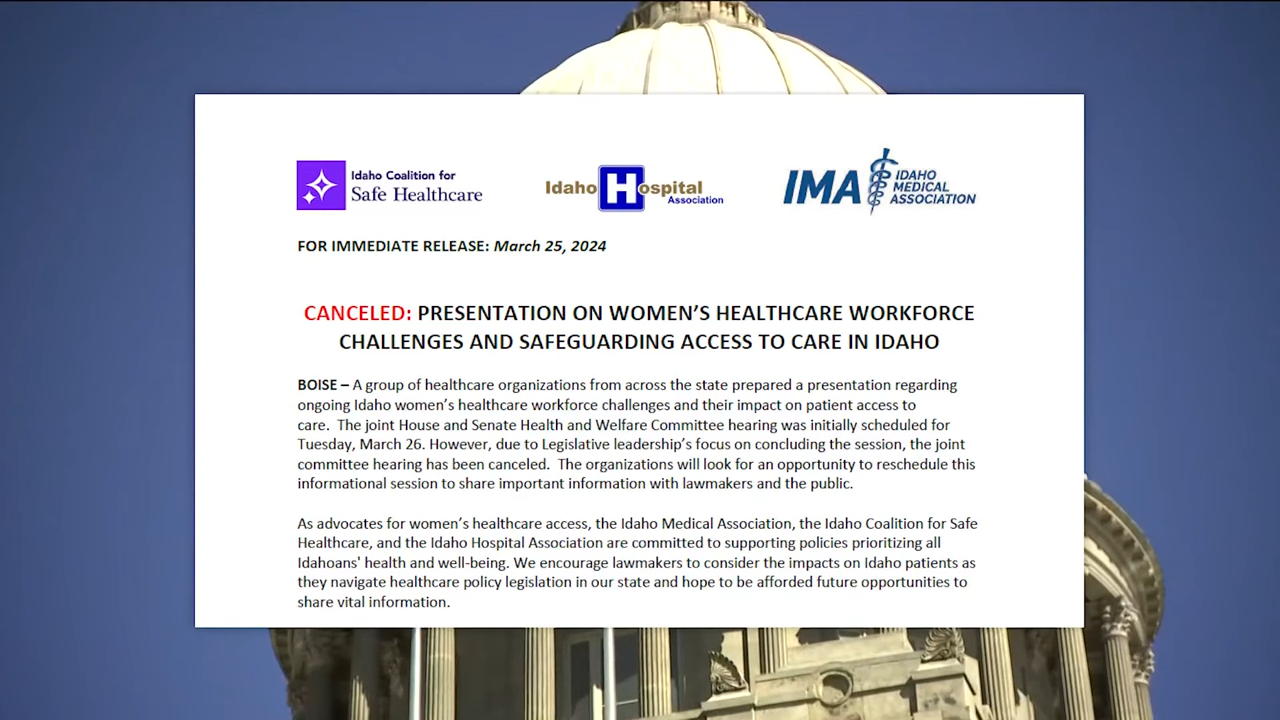 Idaho Coalition for
Safe Healthcare
Idaho Hospital
Association
IMA IDAHO
MEDICAL
ASSOCIATION
FOR IMMEDIATE RELEASE: March 25, 2024
CANCELED: PRESENTATION ON WOMEN’S HEALTHCARE WORKFORCE
CHALLENGES AND SAFEGUARDING ACCESS TO CARE IN IDAHO
BOISE – A group of healthcare organizations from across the state prepared a presentation regarding
ongoing Idaho women’s healthcare workforce challenges and their impact on patient access to
care.  The joint House and Senate Health and Welfare Committee hearing was initially scheduled for
Tuesday, March 26. However, due to Legislative leadership’s focus on concluding the session, the joint
committee hearing has been canceled.  The organizations will look for an opportunity to reschedule this
informational session to share important information with lawmakers and the public.
As advocates for women’s healthcare access, the Idaho Medical Association, the Idaho Coalition for Safe
Healthcare, and the Idaho Hospital Association are committed to supporting policies prioritizing all
Idahoans' health and well-being. We encourage lawmakers to consider the impacts on Idaho patients as
they navigate healthcare policy legislation in our state and hope to be afforded future opportunities to
share vital information.